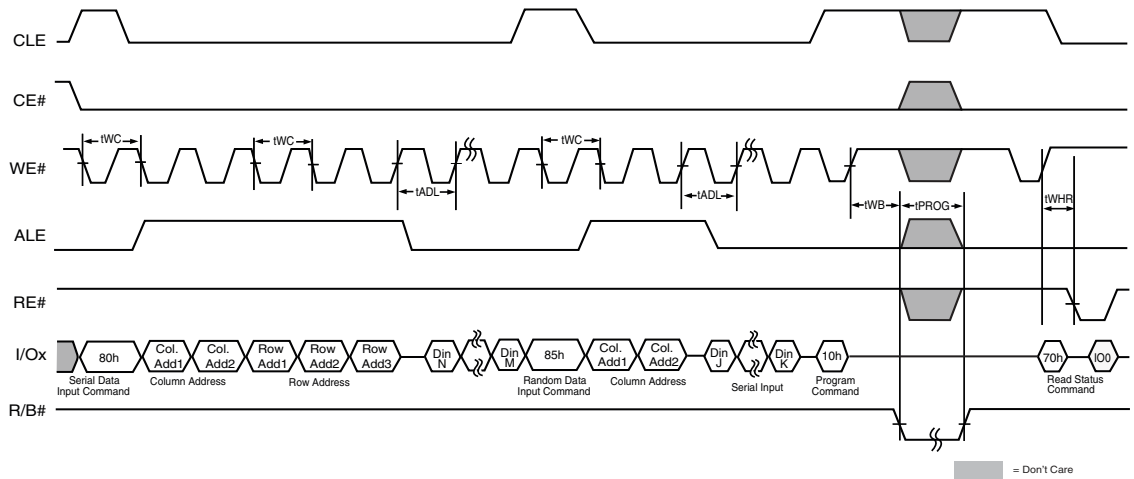 CLE
CE#
tWC
tWC
tWC
WE#
tADL
tADL
tWB
tPROG
tWHR
ALE
RE#
I/Ox
80h
Col. Add1
Col. Add2
Row Add1
Row Add2
Row Add3
Din N
Din M
85h
Col. Add1
Col. Add2
Din J
Din K
10h
70h
IO0
Serial Data
Input Command
Column Address
Row Address
Random Data
Input Command
Column Address
Serial Input
Program
Command
Read Status
Command
R/B#
= Don't Care